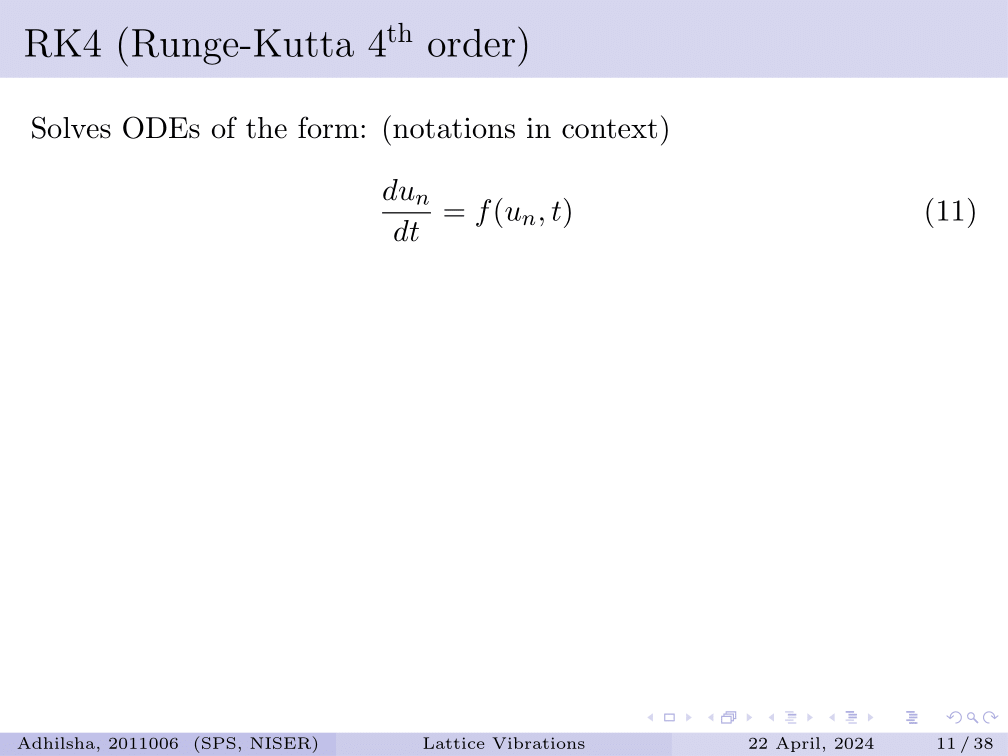 RK4 (Runge-Kutta 4th order)
Solves ODEs of the form: (notations in context)
du_n/dt = f(u_n, t) (11)
Adhilsha, 2011006 (SPS, NISER) Lattice Vibrations 22 April, 2024 11 / 38